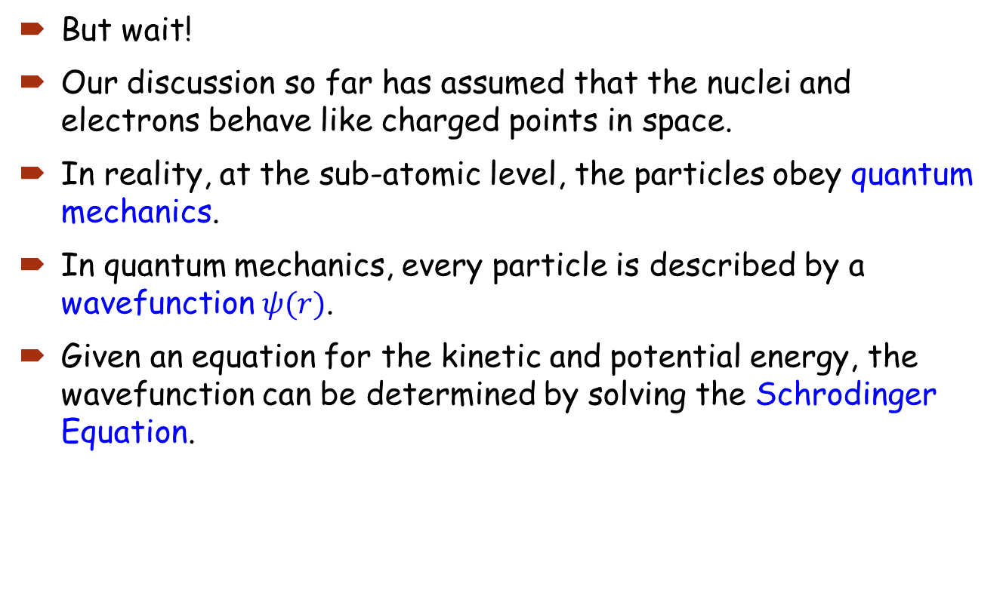 But wait!
Our discussion so far has assumed that the nuclei and
electrons behave like charged points in space.
In reality, at the sub-atomic level, the particles obey quantum
mechanics.
In quantum mechanics, every particle is described by a
wavefunction 𝜓(𝑟).
Given an equation for the kinetic and potential energy, the
wavefunction can be determined by solving the Schrodinger
Equation.